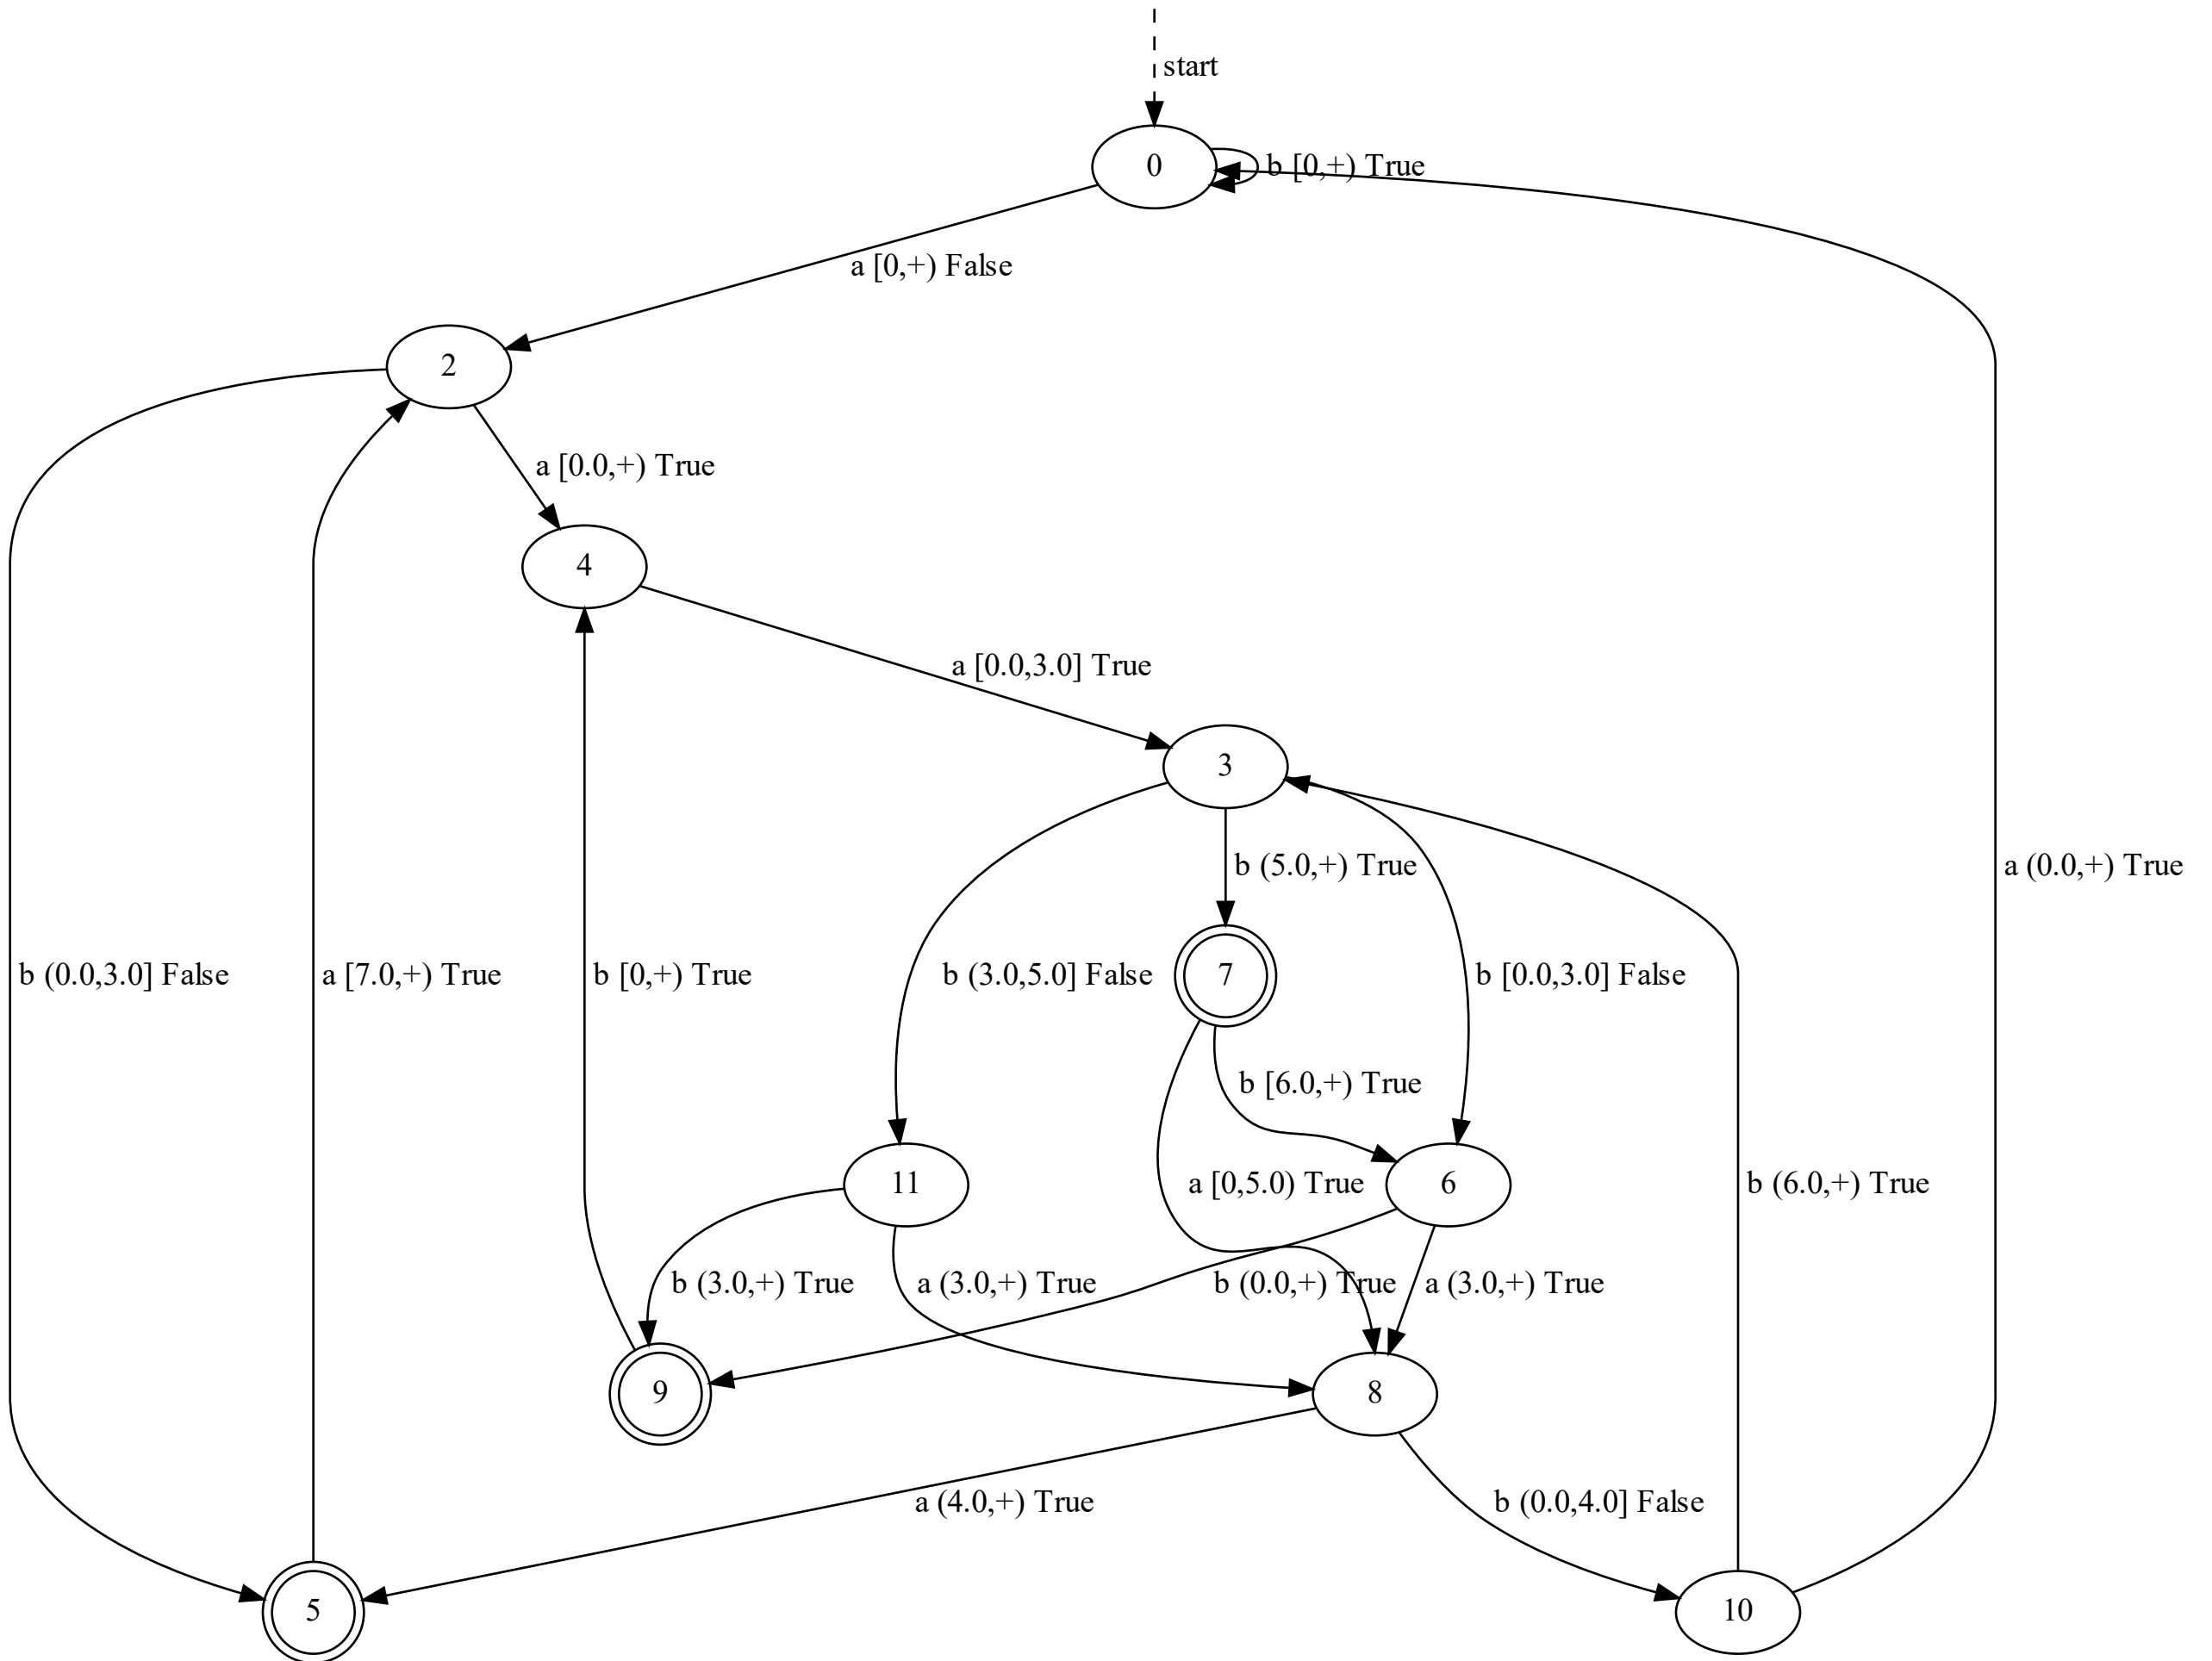 start
0
b [0,+) True
a [0,+) False
2
a [0.0,+) True
4
a [0.0,3.0] True
3
b (5.0,+) True
a (0.0,+) True
b (0.0,3.0] False
a [7.0,+) True
b [0,+) True
b (3.0,5.0] False
7
b [0.0,3.0] False
b [6.0,+) True
11
a [0,5.0) True
6
b (6.0,+) True
b (3.0,+) True
a (3.0,+) True
b (0.0,+) True
a (3.0,+) True
9
8
a (4.0,+) True
b (0.0,4.0] False
5
10